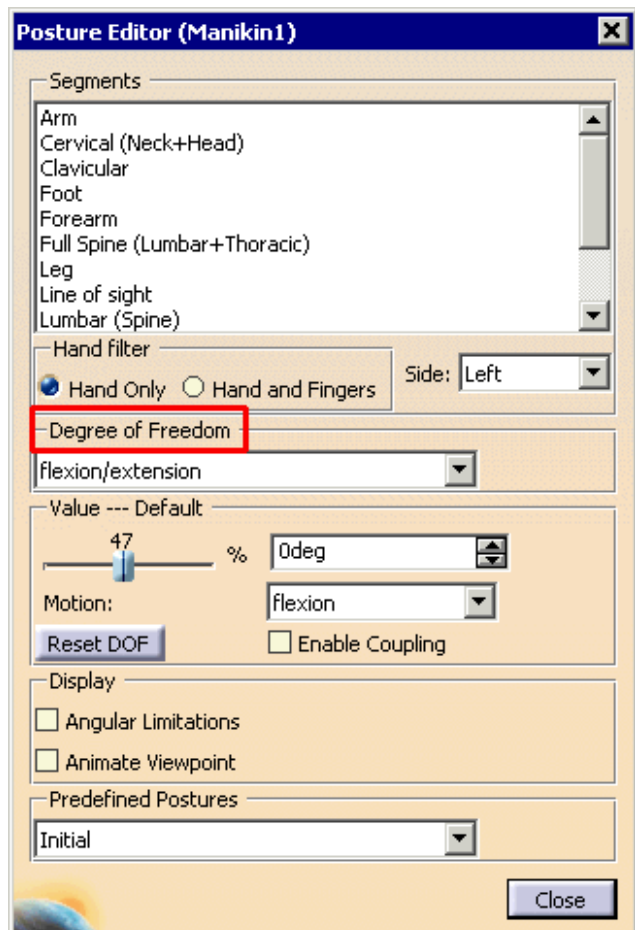 Posture Editor (Manikin1)
Segments
Arm
Cervical (Neck+Head)
Clavicular
Foot
Forearm
Full Spine (Lumbar+Thoracic)
Leg
Line of sight
Lumbar (Spine)
Hand filter
Hand Only Hand and Fingers Side: Left
Degree of Freedom
flexion/extension
Value --- Default
47 % 0deg
Motion: flexion
Reset DOF Enable Coupling
Display
Angular Limitations
Animate Viewpoint
Predefined Postures
Initial
Close